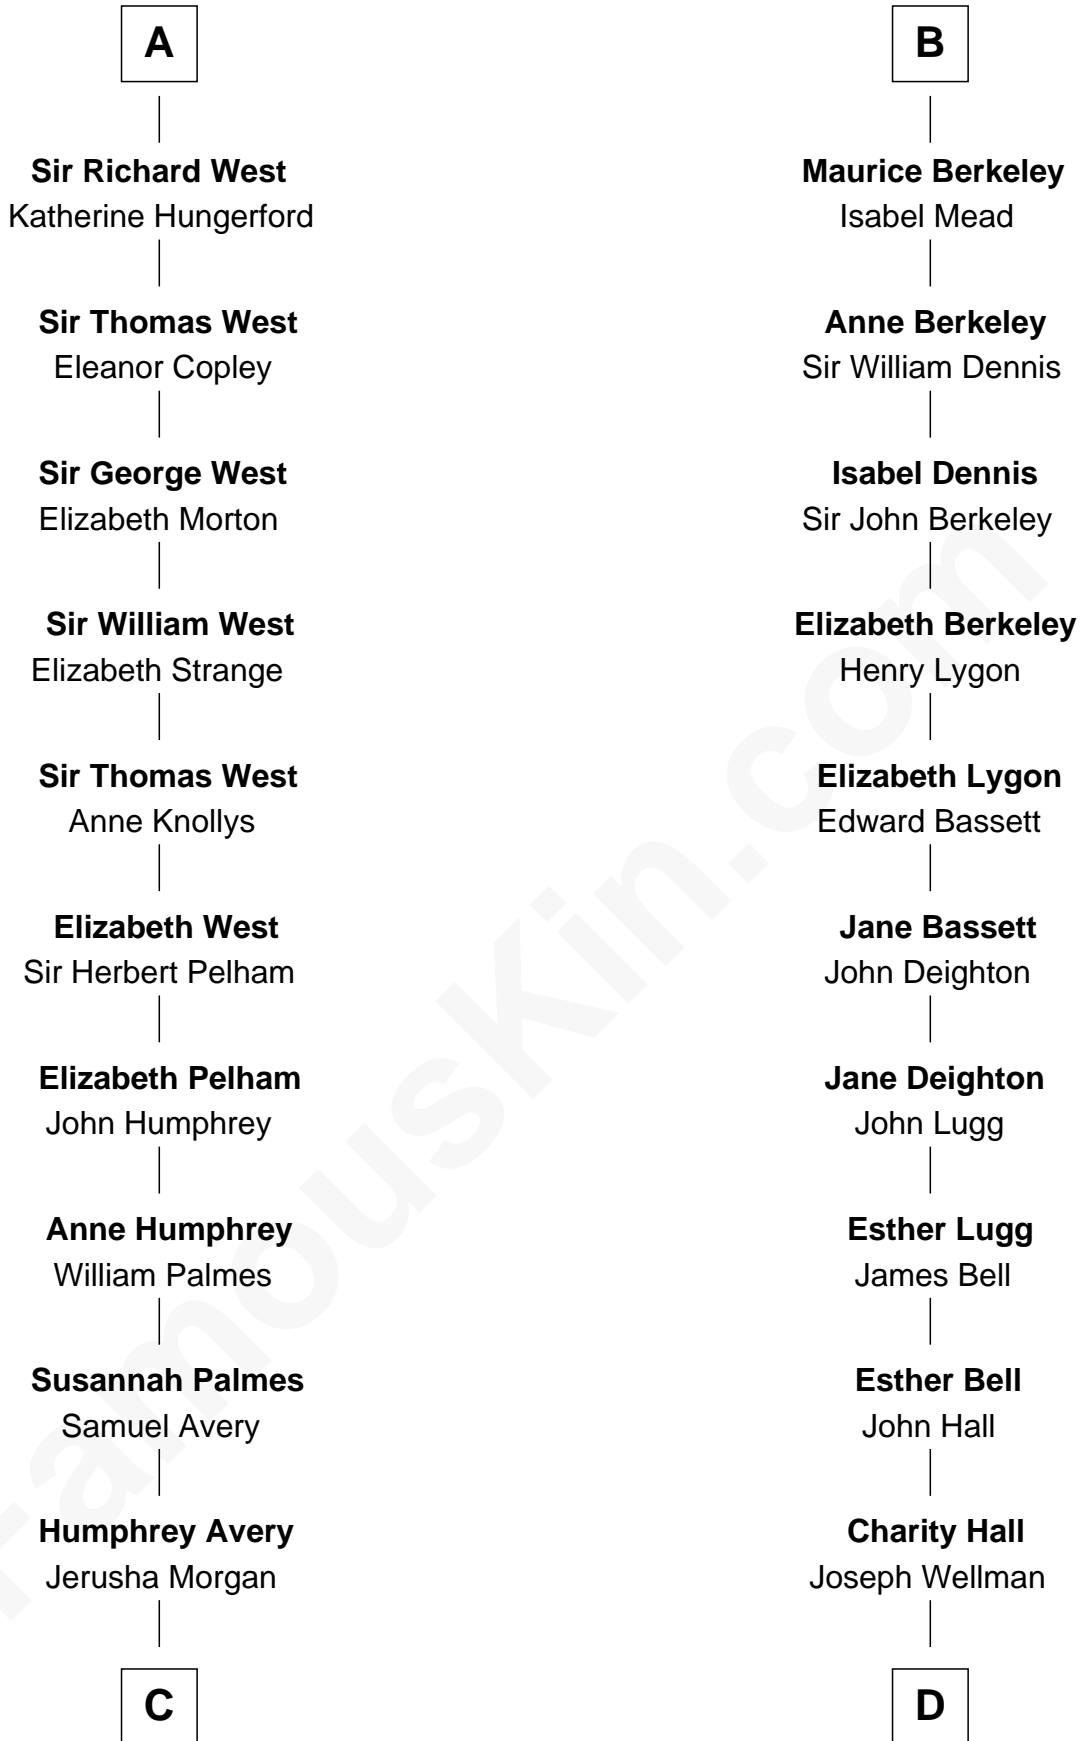 A
Sir Richard West
Katherine Hungerford
Sir Thomas West
Eleanor Copley
Sir George West
Elizabeth Morton
Sir William West
Elizabeth Strange
Sir Thomas West
Anne Knollys
Elizabeth West
Sir Herbert Pelham
Elizabeth Pelham
John Humphrey
Anne Humphrey
William Palmes
Susannah Palmes
Samuel Avery
Humphrey Avery
Jerusha Morgan
C
B
Maurice Berkeley
Isabel Mead
Anne Berkeley
Sir William Dennis
Isabel Dennis
Sir John Berkeley
Elizabeth Berkeley
Henry Lygon
Elizabeth Lygon
Edward Bassett
Jane Bassett
John Deighton
Jane Deighton
John Lugg
Esther Lugg
James Bell
Esther Bell
John Hall
Charity Hall
Joseph Wellman
D
FamousKin.com